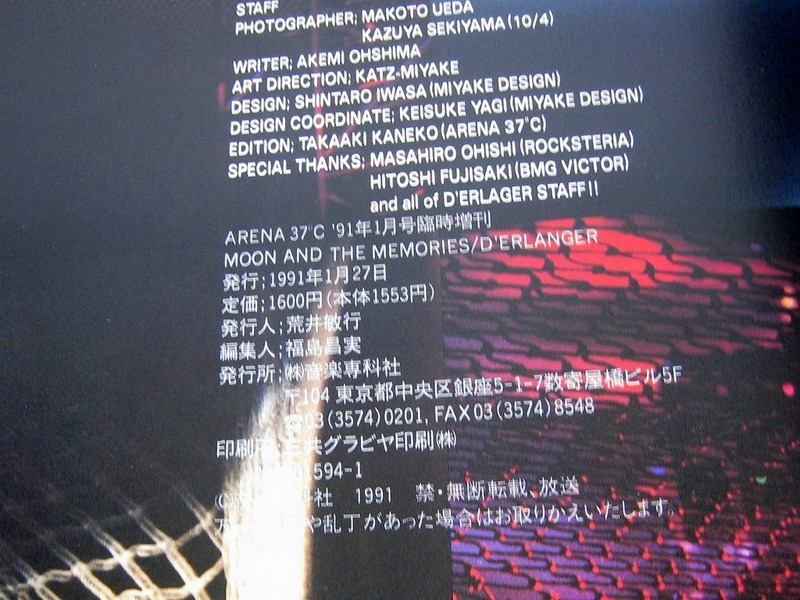 STAFF
PHOTOGRAPHER; MAKOTO UEDA
KAZUYA SEKIYAMA(10/4)
WRITER; AKEMI OHSHIMA
ART DIRECTION; KATZ-MIYAKE
DESIGN; SHINTARO IWASA(MIYAKE DESIGN)
DESIGN COORDINATE; KEISUKE YAGI(MIYAKE DESIGN)
EDITION; TAKAAKI KANEKO(ARENA 37℃)
SPECIAL THANKS; MASAHIRO OHISHI(ROCKSTERIA)
HITOSHI FUJISAKI(BMG VICTOR)
and all of D'ERLAGER STAFF!!
ARENA 37℃ '91年1月号臨時増刊
MOON AND THE MEMORIES/D'ERLANGER
発行;1991年1月27日
定価;1600円(本体1553円)
発行人;荒井敏行
編集人;福島昌実
発行所;㈱音楽専科社
〒104 東京都中央区銀座5-1-7数寄屋橋ビル5F
☎03(3574)0201, FAX03(3574)8548
印刷所;三共グラビヤ印刷㈱
1594-1
© 科社 1991 禁・無断転載、放送
や乱丁があった場合はお取りかえいたします。